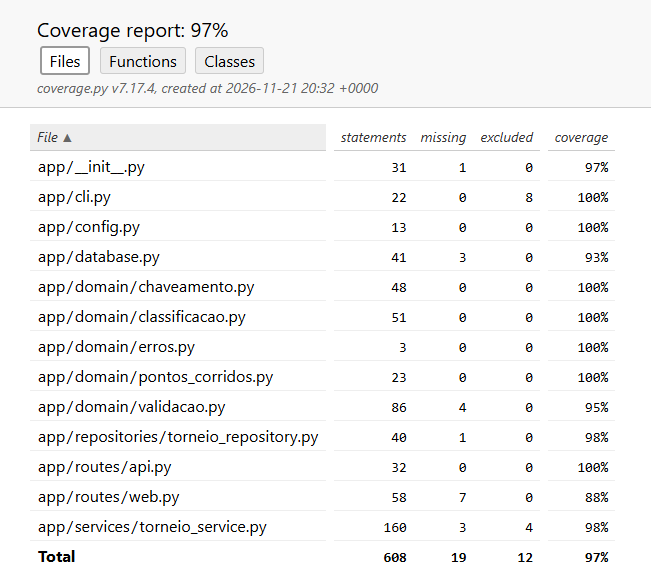 Coverage report: 97%
Files Functions Classes
coverage.py v7.17.4, created at 2026-11-21 20:32 +0000
File ▲ statements missing excluded coverage
app/__init__.py 31 1 0 97%
app/cli.py 22 0 8 100%
app/config.py 13 0 0 100%
app/database.py 41 3 0 93%
app/domain/chaveamento.py 48 0 0 100%
app/domain/classificacao.py 51 0 0 100%
app/domain/erros.py 3 0 0 100%
app/domain/pontos_corridos.py 23 0 0 100%
app/domain/validacao.py 86 4 0 95%
app/repositories/torneio_repository.py 40 1 0 98%
app/routes/api.py 32 0 0 100%
app/routes/web.py 58 7 0 88%
app/services/torneio_service.py 160 3 4 98%
Total 608 19 12 97%